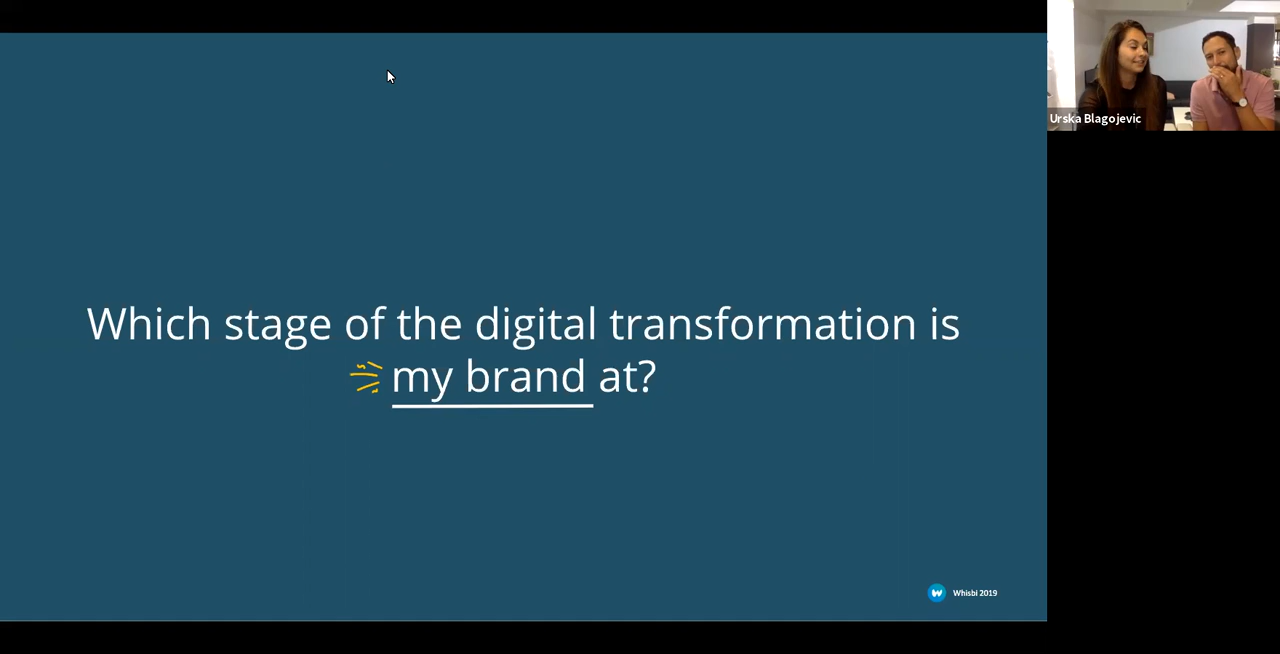 Urska Blagojevic
Which stage of the digital transformation is
my brand at?
Whisbi 2019